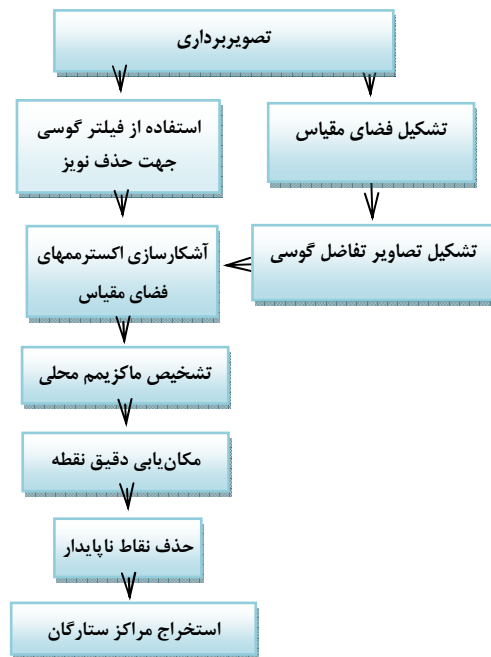 تصویربرداری
استفاده از فیلتر گوسی
جهت حذف نویز
تشکیل فضای مقیاس
تشکیل تصاویر تفاضل گوسی
آشکارسازی اکسترممهای
فضای مقیاس
تشخیص ماکزیمم محلی
مکان‌یابی دقیق نقطه
حذف نقاط ناپایدار
استخراج مراکز ستارگان